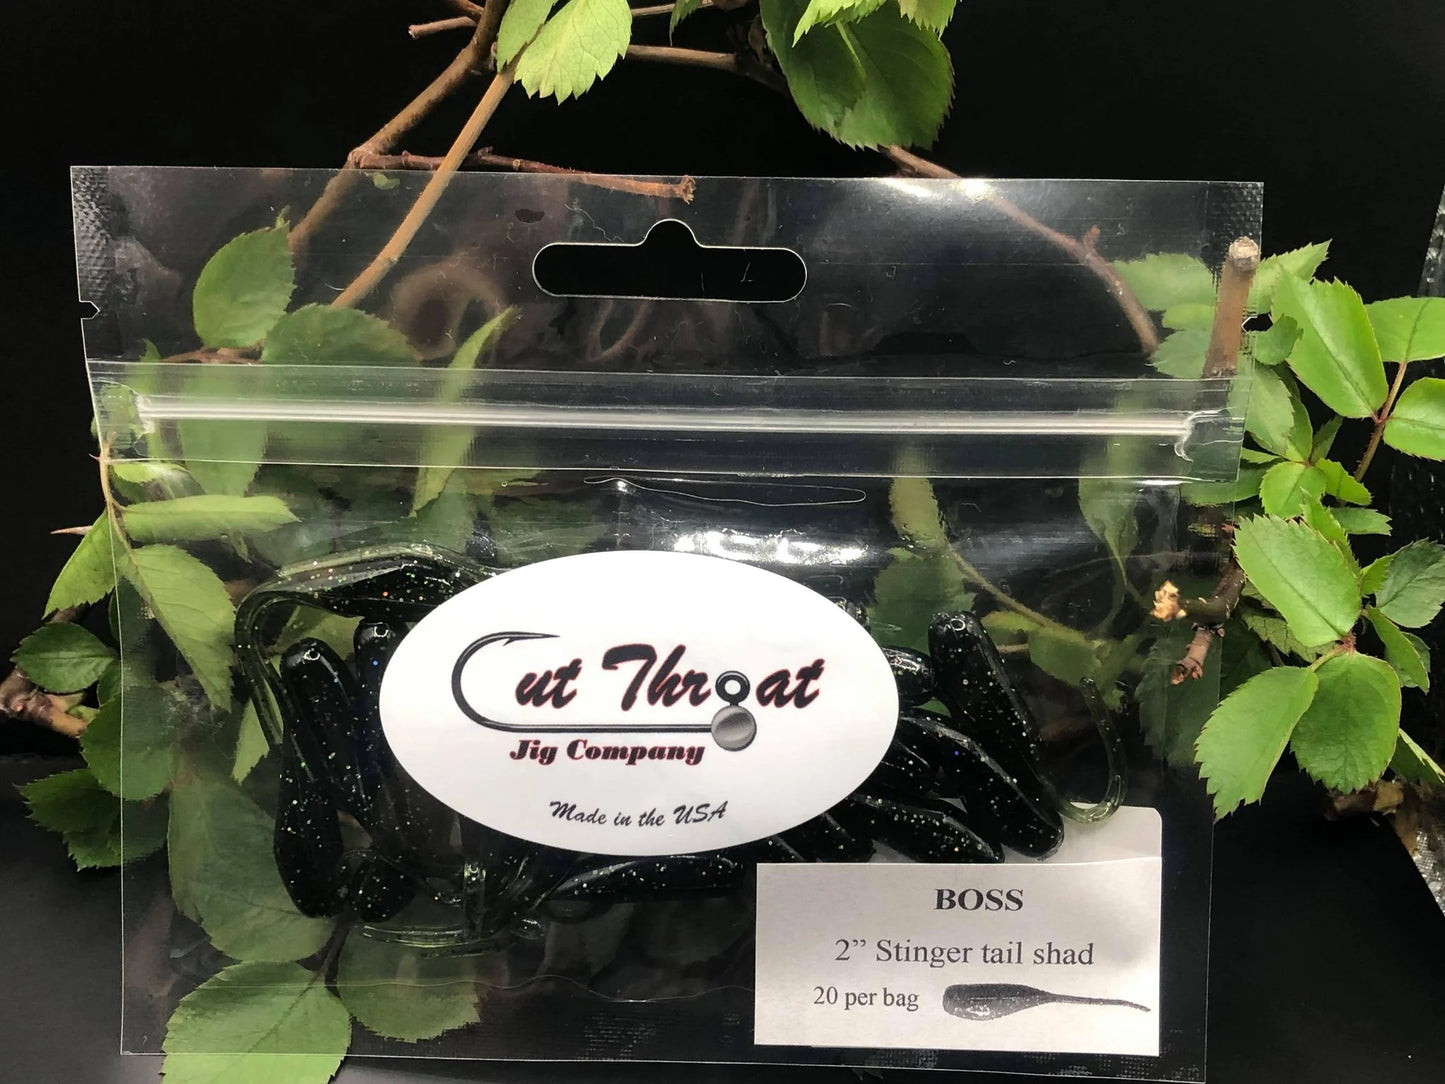 Cut Throat
Jig Company
Made in the USA
BOSS
2” Stinger tail shad
20 per bag